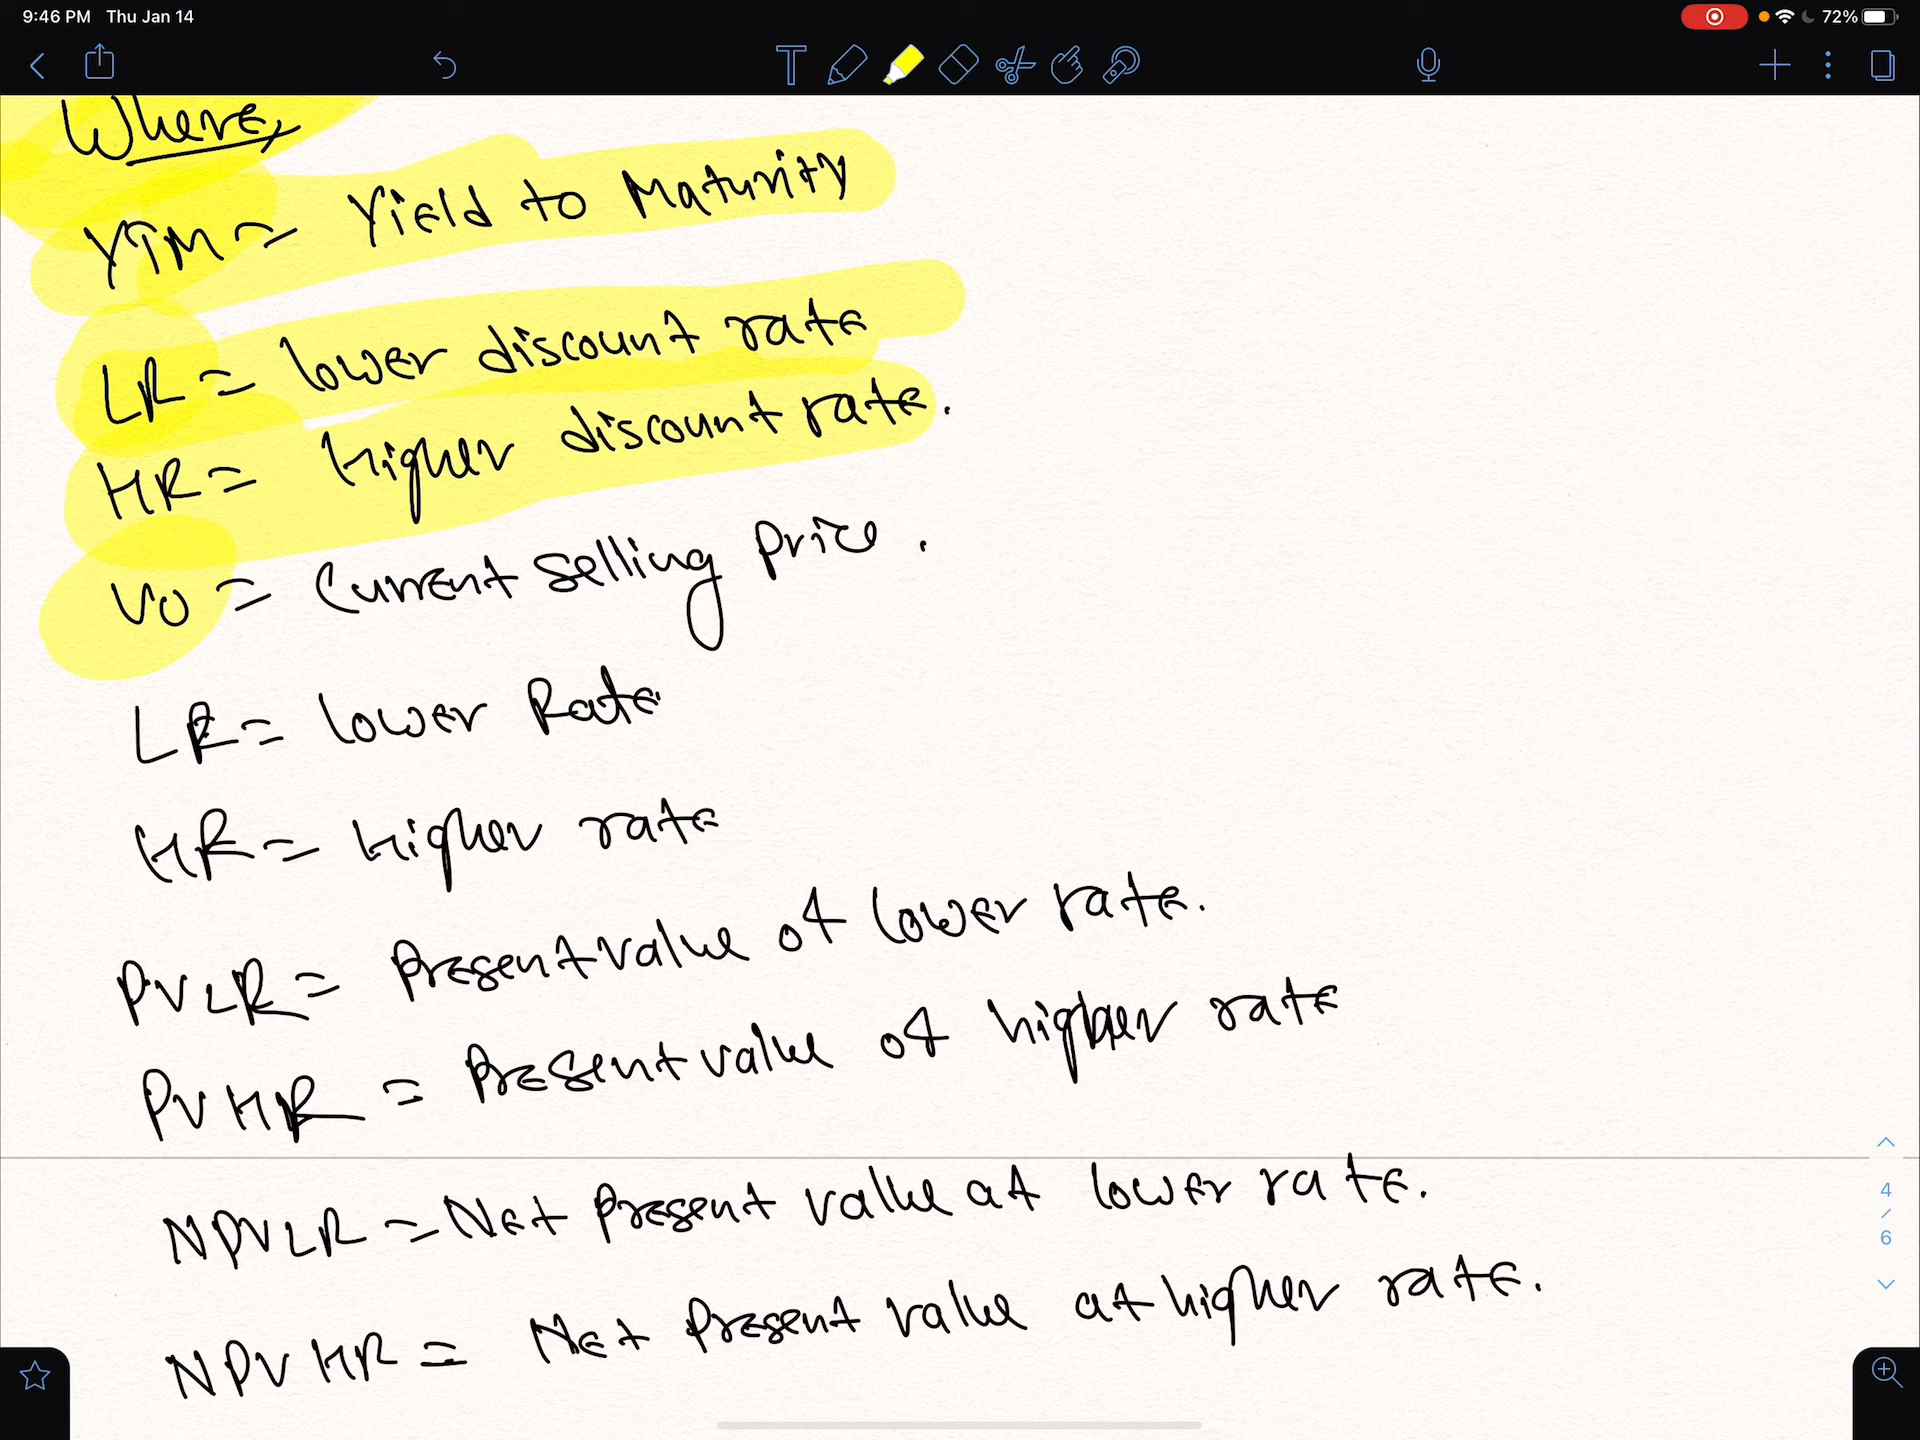 9:46 PM Thu Jan 14
72%
Where,
YTM = Yield to Maturity
LR = lower discount rate
HR = higher discount rate.
VO = Current selling Price.
LR = lower Rate
HR = higher rate
PVLR = Present value of lower rate.
PVHR = Present value of higher rate
NPVLR = Net Present value at lower rate.
NPVHR = Net Present value at higher rate.
4
/
6